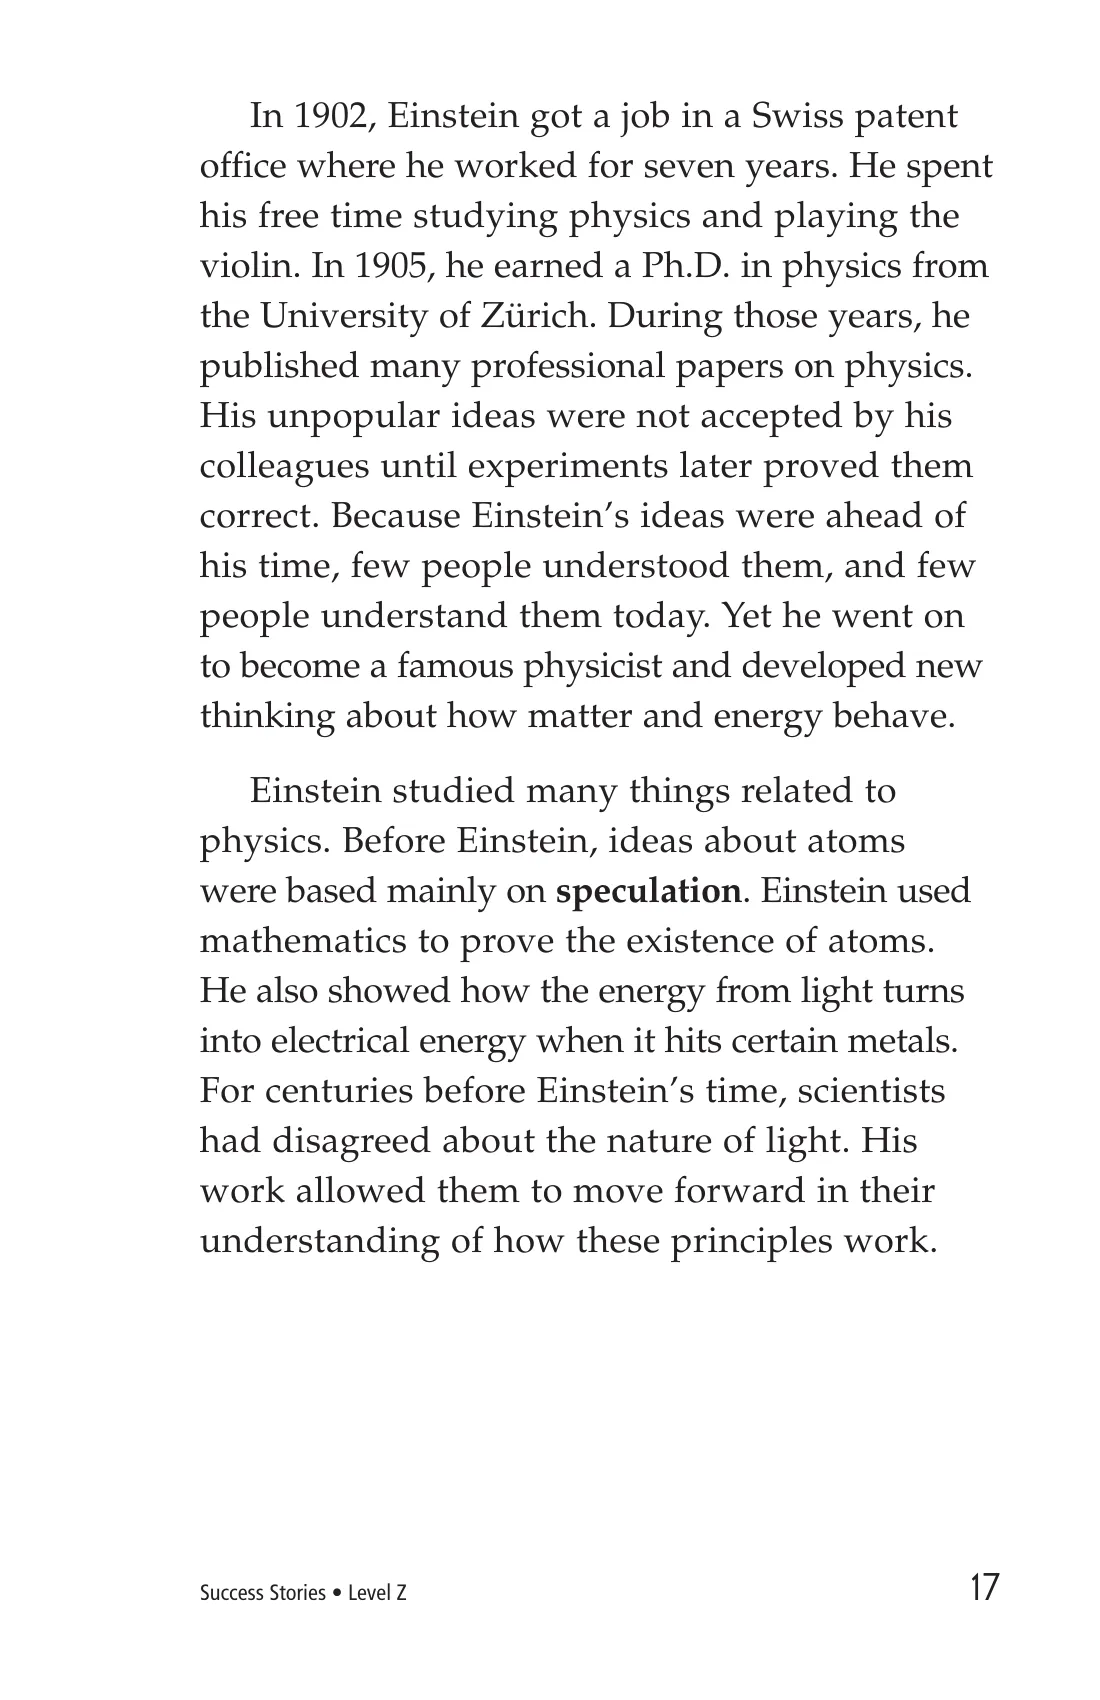 In 1902, Einstein got a job in a Swiss patent
office where he worked for seven years. He spent
his free time studying physics and playing the
violin. In 1905, he earned a Ph.D. in physics from
the University of Zürich. During those years, he
published many professional papers on physics.
His unpopular ideas were not accepted by his
colleagues until experiments later proved them
correct. Because Einstein’s ideas were ahead of
his time, few people understood them, and few
people understand them today. Yet he went on
to become a famous physicist and developed new
thinking about how matter and energy behave.
Einstein studied many things related to
physics. Before Einstein, ideas about atoms
were based mainly on speculation. Einstein used
mathematics to prove the existence of atoms.
He also showed how the energy from light turns
into electrical energy when it hits certain metals.
For centuries before Einstein’s time, scientists
had disagreed about the nature of light. His
work allowed them to move forward in their
understanding of how these principles work.
Success Stories • Level Z 17